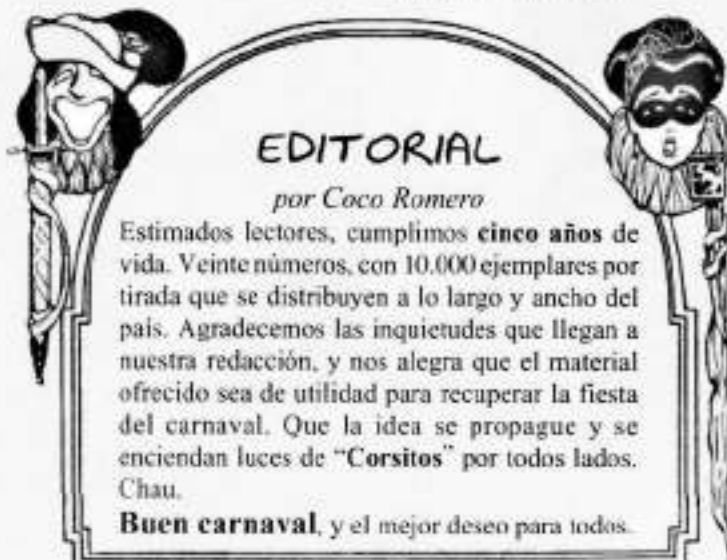 EDITORIAL
por Coco Romero
Estimados lectores, cumplimos cinco años de
vida. Veinte números, con 10.000 ejemplares por
tirada que se distribuyen a lo largo y ancho del
país. Agradecemos las inquietudes que llegan a
nuestra redacción, y nos alegra que el material
ofrecido sea de utilidad para recuperar la fiesta
del carnaval. Que la idea se propague y se
enciendan luces de “Corsitos” por todos lados.
Chau.
Buen carnaval, y el mejor deseo para todos.